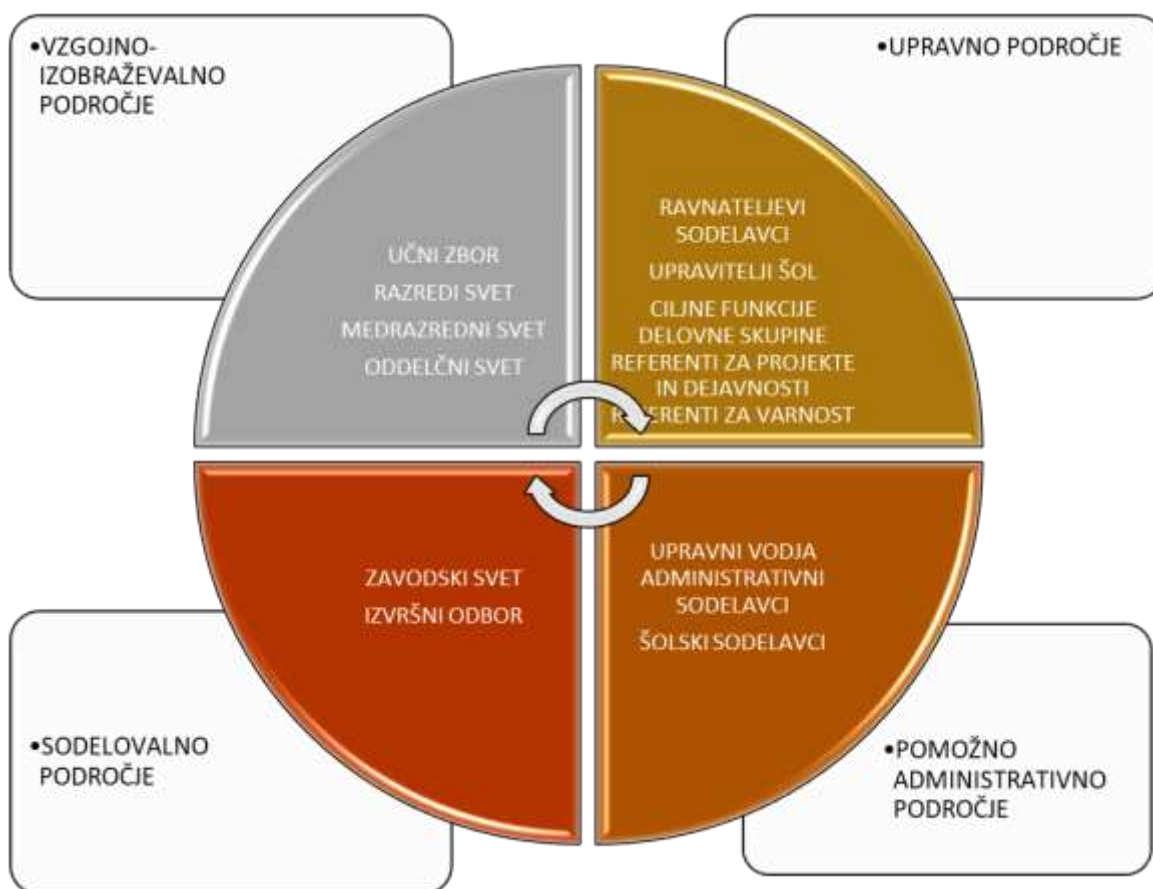 •VZGOJNO-
IZOBRAŽEVALNO
PODROČJE
•UPRAVNO PODROČJE
UČNI ZBOR
RAZREDI SVET
MEDRAZREDNI SVET
ODDELČNI SVET
RAVNATELJEVI
SODELAVCI
UPRAVITELJI ŠOL
CILJNE FUNKCIJE
DELOVNE SKUPINE
REFERENTI ZA PROJEKTE
IN DEJAVNOSTI
REFERENTI ZA VARNOST
ZAVODSKI SVET
IZVRŠNI ODBOR
UPRAVNI VODJA
ADMINISTRATIVNI
SODELAVCI
ŠOLSKI SODELAVCI
•SODELOVALNO
PODROČJE
•POMOŽNO
ADMINISTRATIVNO
PODROČJE